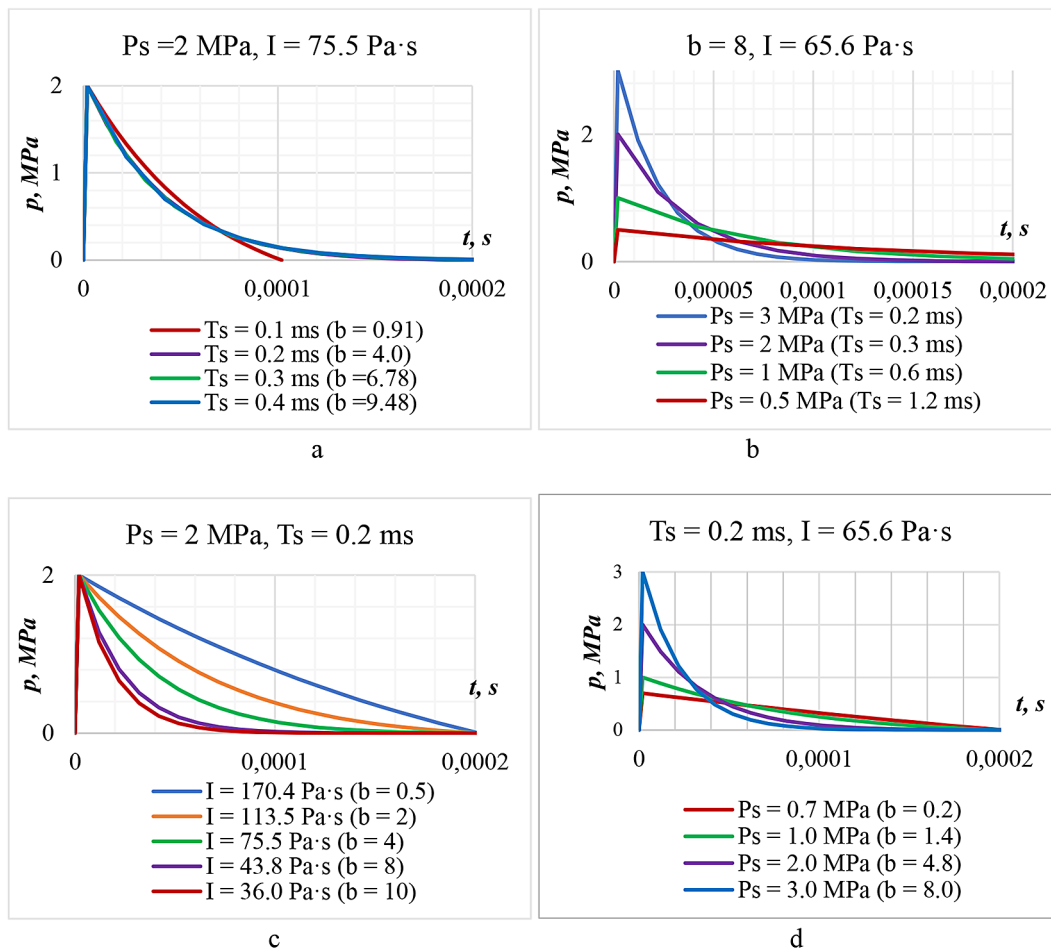 Ps =2 MPa, I = 75.5 Pa·s
p, MPa
2
1
0
t, s
0
0,0001
0,0002
Ts = 0.1 ms (b = 0.91)
Ts = 0.2 ms (b = 4.0)
Ts = 0.3 ms (b =6.78)
Ts = 0.4 ms (b =9.48)
a
b = 8, I = 65.6 Pa·s
p, MPa
2
0
t, s
0
0,00005
0,0001
0,00015
0,0002
Ps = 3 MPa (Ts = 0.2 ms)
Ps = 2 MPa (Ts = 0.3 ms)
Ps = 1 MPa (Ts = 0.6 ms)
Ps = 0.5 MPa (Ts = 1.2 ms)
b
Ps = 2 MPa, Ts = 0.2 ms
p, MPa
2
0
t, s
0
0,0001
0,0002
I = 170.4 Pa·s (b = 0.5)
I = 113.5 Pa·s (b = 2)
I = 75.5 Pa·s (b = 4)
I = 43.8 Pa·s (b = 8)
I = 36.0 Pa·s (b = 10)
c
Ts = 0.2 ms, I = 65.6 Pa·s
p, MPa
3
2
1
0
t, s
0
0,0001
0,0002
Ps = 0.7 MPa (b = 0.2)
Ps = 1.0 MPa (b = 1.4)
Ps = 2.0 MPa (b = 4.8)
Ps = 3.0 MPa (b = 8.0)
d